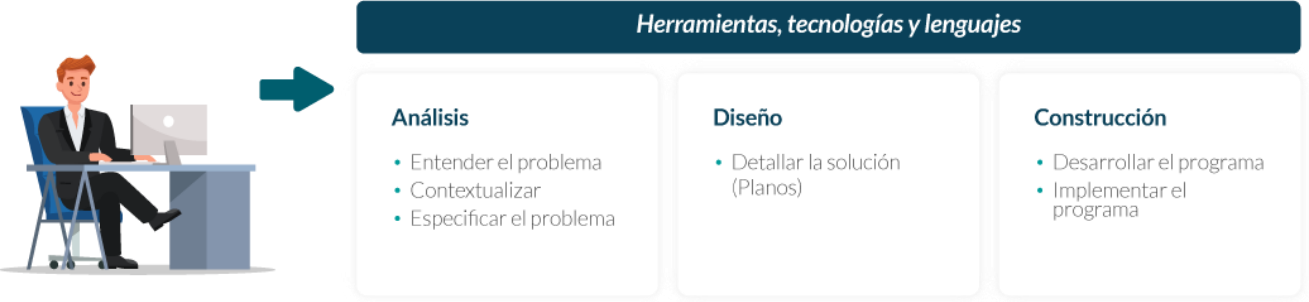 Herramientas, tecnologías y lenguajes
Análisis
• Entender el problema
• Contextualizar
• Especificar el problema
Diseño
• Detallar la solución
(Planos)
Construcción
• Desarrollar el programa
• Implementar el
programa